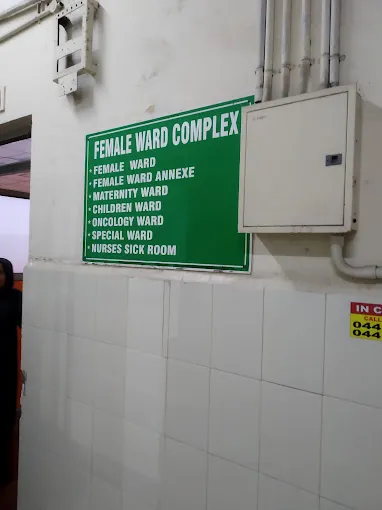 FEMALE WARD COMPLEX
• FEMALE WARD
• FEMALE WARD ANNEXE
• MATERNITY WARD
• CHILDREN WARD
• ONCOLOGY WARD
• SPECIAL WARD
• NURSES SICK ROOM
IN C
CALL
044
044